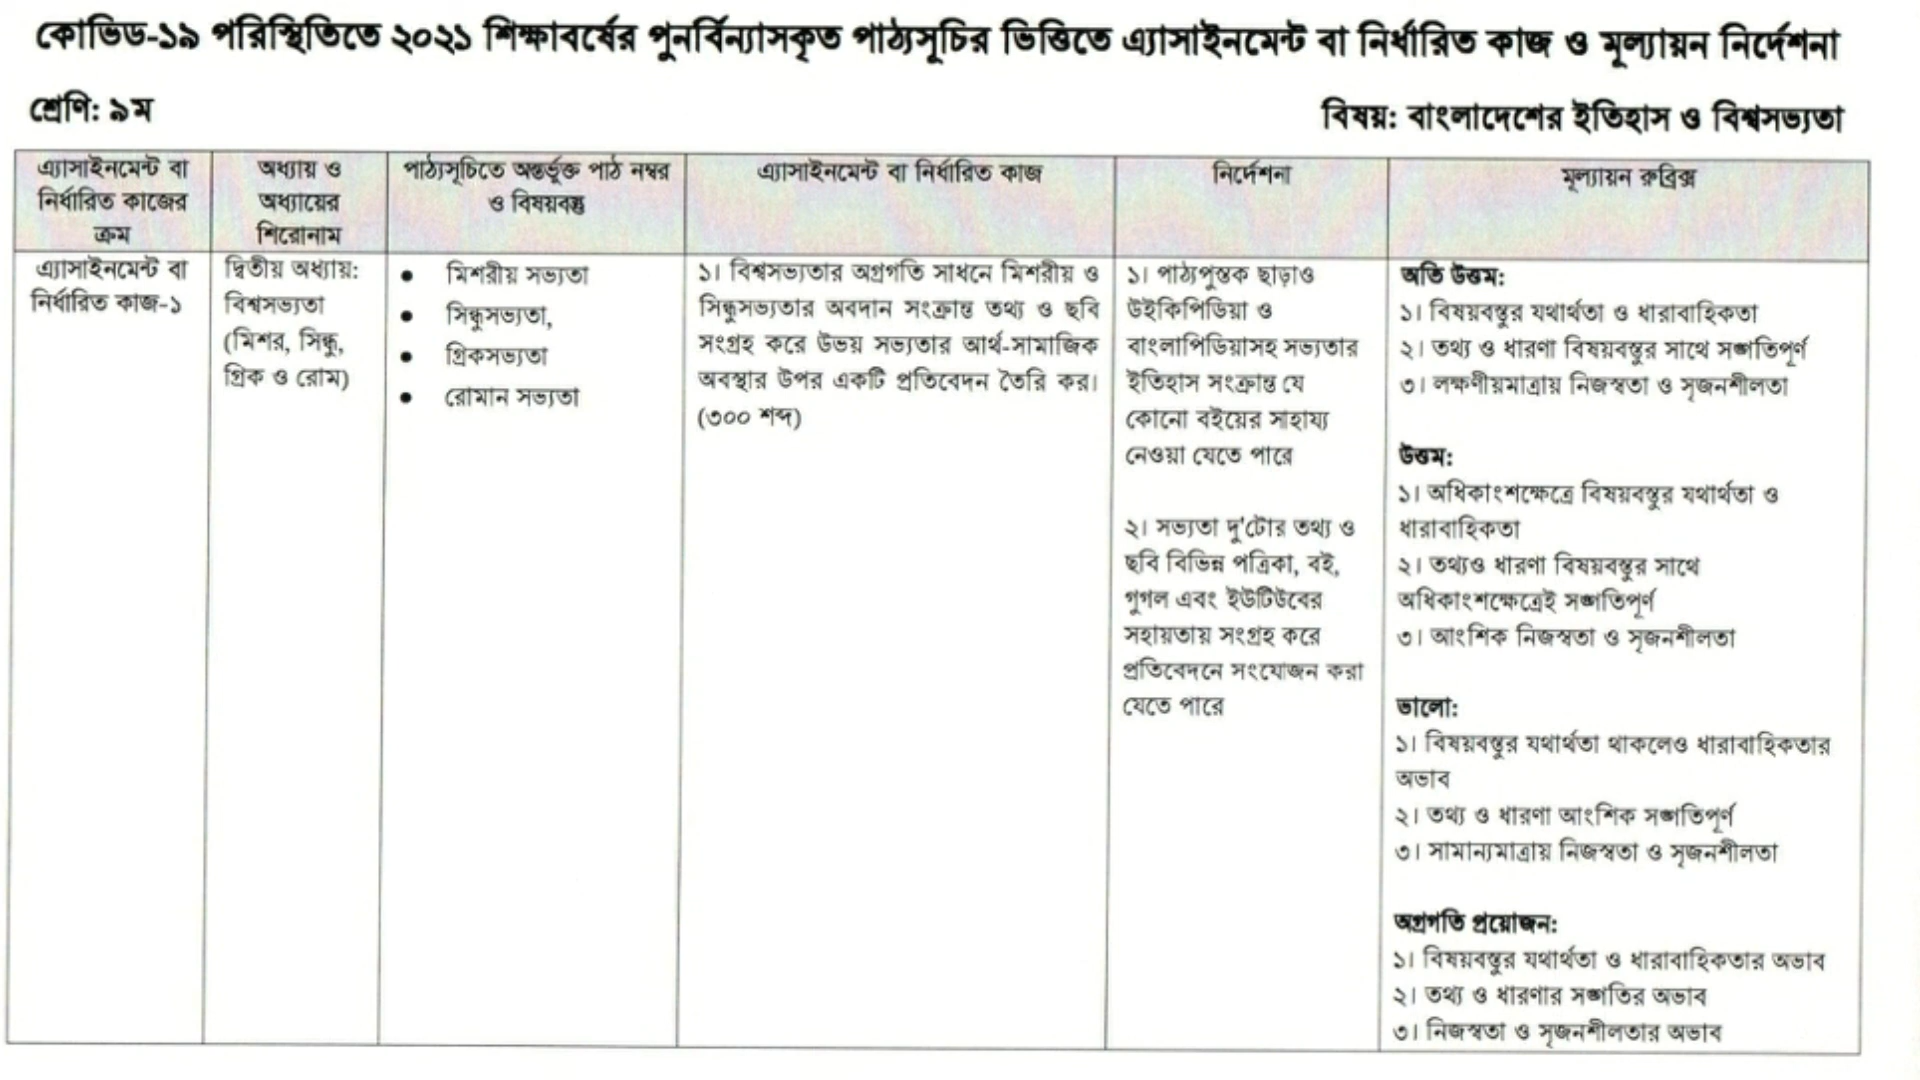 কোভিড-১৯ পরিস্থিতিতে ২০২১ শিক্ষাবর্ষের পুনর্বিন্যাসকৃত পাঠ্যসূচির ভিত্তিতে এ্যাসাইনমেন্ট বা নির্ধারিত কাজ ও মূল্যায়ন নির্দেশনা
শ্রেণি: ৯ম
বিষয়: বাংলাদেশের ইতিহাস ও বিশ্বসভ্যতা
এ্যাসাইনমেন্ট বা
নির্ধারিত কাজের
ক্রম
অধ্যায় ও
অধ্যায়ের
শিরোনাম
পাঠ্যসূচিতে অন্তর্ভুক্ত পাঠ নম্বর
ও বিষয়বস্তু
এ্যাসাইনমেন্ট বা নির্ধারিত কাজ
নির্দেশনা
মূল্যায়ন রুব্রিক্স
এ্যাসাইনমেন্ট বা
নির্ধারিত কাজ-১
দ্বিতীয় অধ্যায়:
বিশ্বসভ্যতা
(মিশর, সিন্ধু,
গ্রিক ও রোম)
● মিশরীয় সভ্যতা
● সিন্ধুসভ্যতা,
● গ্রিকসভ্যতা
● রোমান সভ্যতা
১। বিশ্বসভ্যতার অগ্রগতি সাধনে মিশরীয় ও
সিন্ধুসভ্যতার অবদান সংক্রান্ত তথ্য ও ছবি
সংগ্রহ করে উভয় সভ্যতার আর্থ-সামাজিক
অবস্থার উপর একটি প্রতিবেদন তৈরি কর।
(৩০০ শব্দ)
১। পাঠ্যপুস্তক ছাড়াও
উইকিপিডিয়া ও
বাংলাপিডিয়াসহ সভ্যতার
ইতিহাস সংক্রান্ত যে
কোনো বইয়ের সাহায্য
নেওয়া যেতে পারে
২। সভ্যতা দু'টোর তথ্য ও
ছবি বিভিন্ন পত্রিকা, বই,
গুগল এবং ইউটিউবের
সহায়তায় সংগ্রহ করে
প্রতিবেদনে সংযোজন করা
যেতে পারে
অতি উত্তম:
১। বিষয়বস্তুর যথার্থতা ও ধারাবাহিকতা
২। তথ্য ও ধারণা বিষয়বস্তুর সাথে সঙ্গতিপূর্ণ
৩। লক্ষণীয়মাত্রায় নিজস্বতা ও সৃজনশীলতা
উত্তম:
১। অধিকাংশক্ষেত্রে বিষয়বস্তুর যথার্থতা ও
ধারাবাহিকতা
২। তথ্যও ধারণা বিষয়বস্তুর সাথে
অধিকাংশক্ষেত্রেই সঙ্গতিপূর্ণ
৩। আংশিক নিজস্বতা ও সৃজনশীলতা
ভালো:
১। বিষয়বস্তুর যথার্থতা থাকলেও ধারাবাহিকতার
অভাব
২। তথ্য ও ধারণা আংশিক সঙ্গতিপূর্ণ
৩। সামান্যমাত্রায় নিজস্বতা ও সৃজনশীলতা
অগ্রগতি প্রয়োজন:
১। বিষয়বস্তুর যথার্থতা ও ধারাবাহিকতার অভাব
২। তথ্য ও ধারণার সঙ্গতির অভাব
৩। নিজস্বতা ও সৃজনশীলতার অভাব